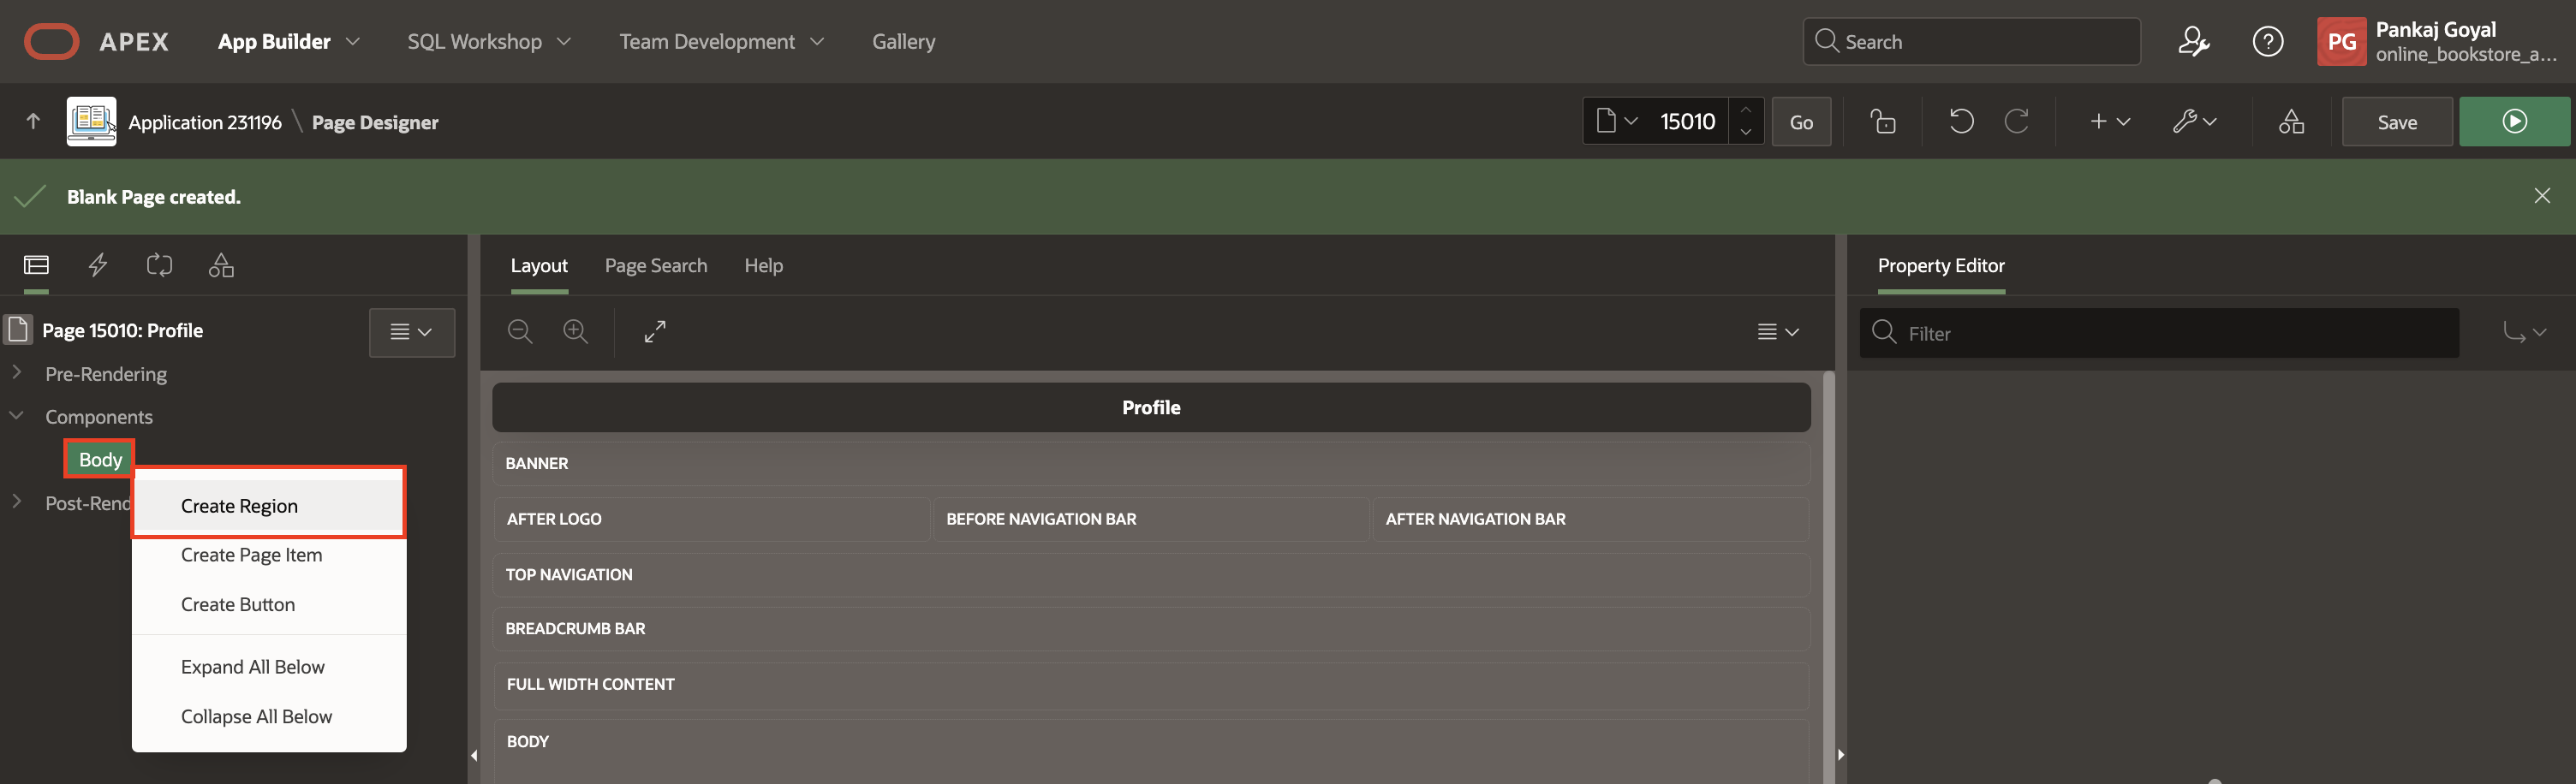 APEX App Builder SQL Workshop Team Development Gallery Search PG Pankaj Goyal
online_bookstore_a...
Application 231196 \ Page Designer 15010 Go Save
Blank Page created.
Layout Page Search Help Property Editor
Page 15010: Profile
Filter
Pre-Rendering
Components
Body
Post-Rend
Create Region
Create Page Item
Create Button
Expand All Below
Collapse All Below
Profile
BANNER
AFTER LOGO BEFORE NAVIGATION BAR AFTER NAVIGATION BAR
TOP NAVIGATION
BREADCRUMB BAR
FULL WIDTH CONTENT
BODY